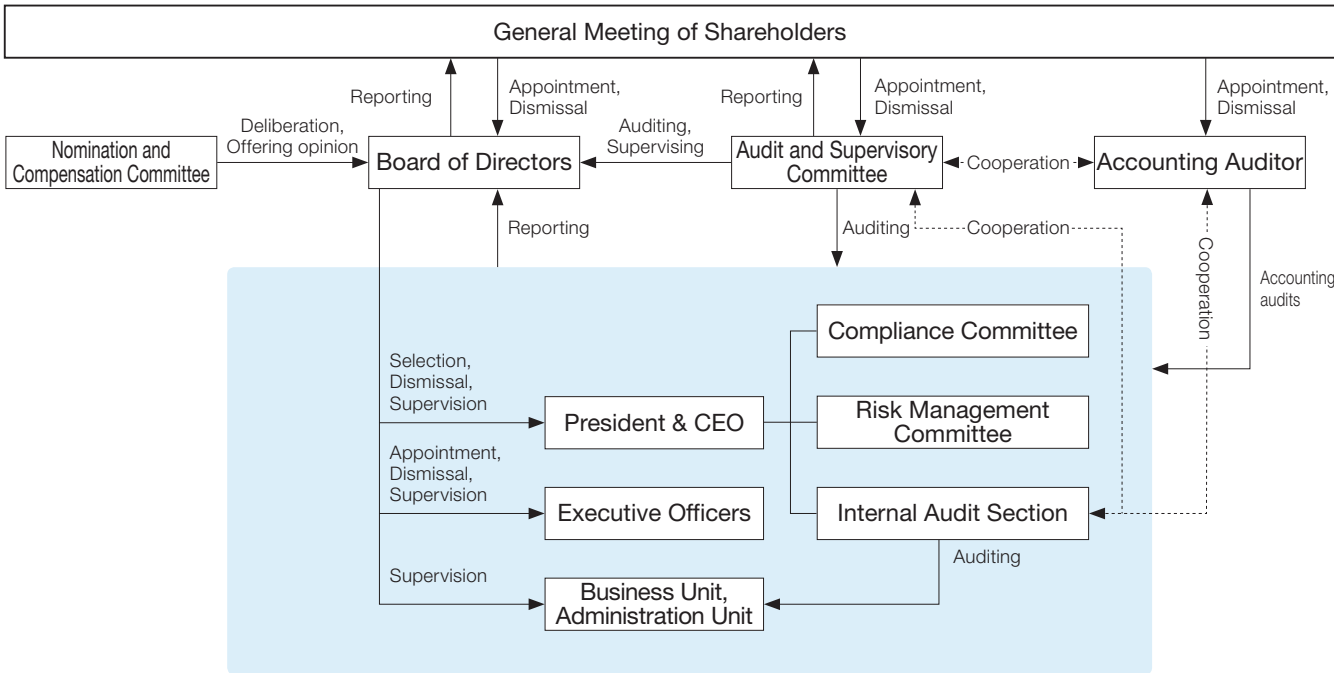 General Meeting of Shareholders
Reporting
Appointment,
Dismissal
Reporting
Appointment,
Dismissal
Appointment,
Dismissal
Nomination and
Compensation Committee
Deliberation,
Offering opinion
Board of Directors
Auditing,
Supervising
Audit and Supervisory
Committee
Cooperation
Accounting Auditor
Reporting
Auditing
Cooperation
Cooperation
Accounting
audits
Compliance Committee
Selection,
Dismissal,
Supervision
President & CEO
Risk Management
Committee
Appointment,
Dismissal,
Supervision
Executive Officers
Internal Audit Section
Auditing
Supervision
Business Unit,
Administration Unit